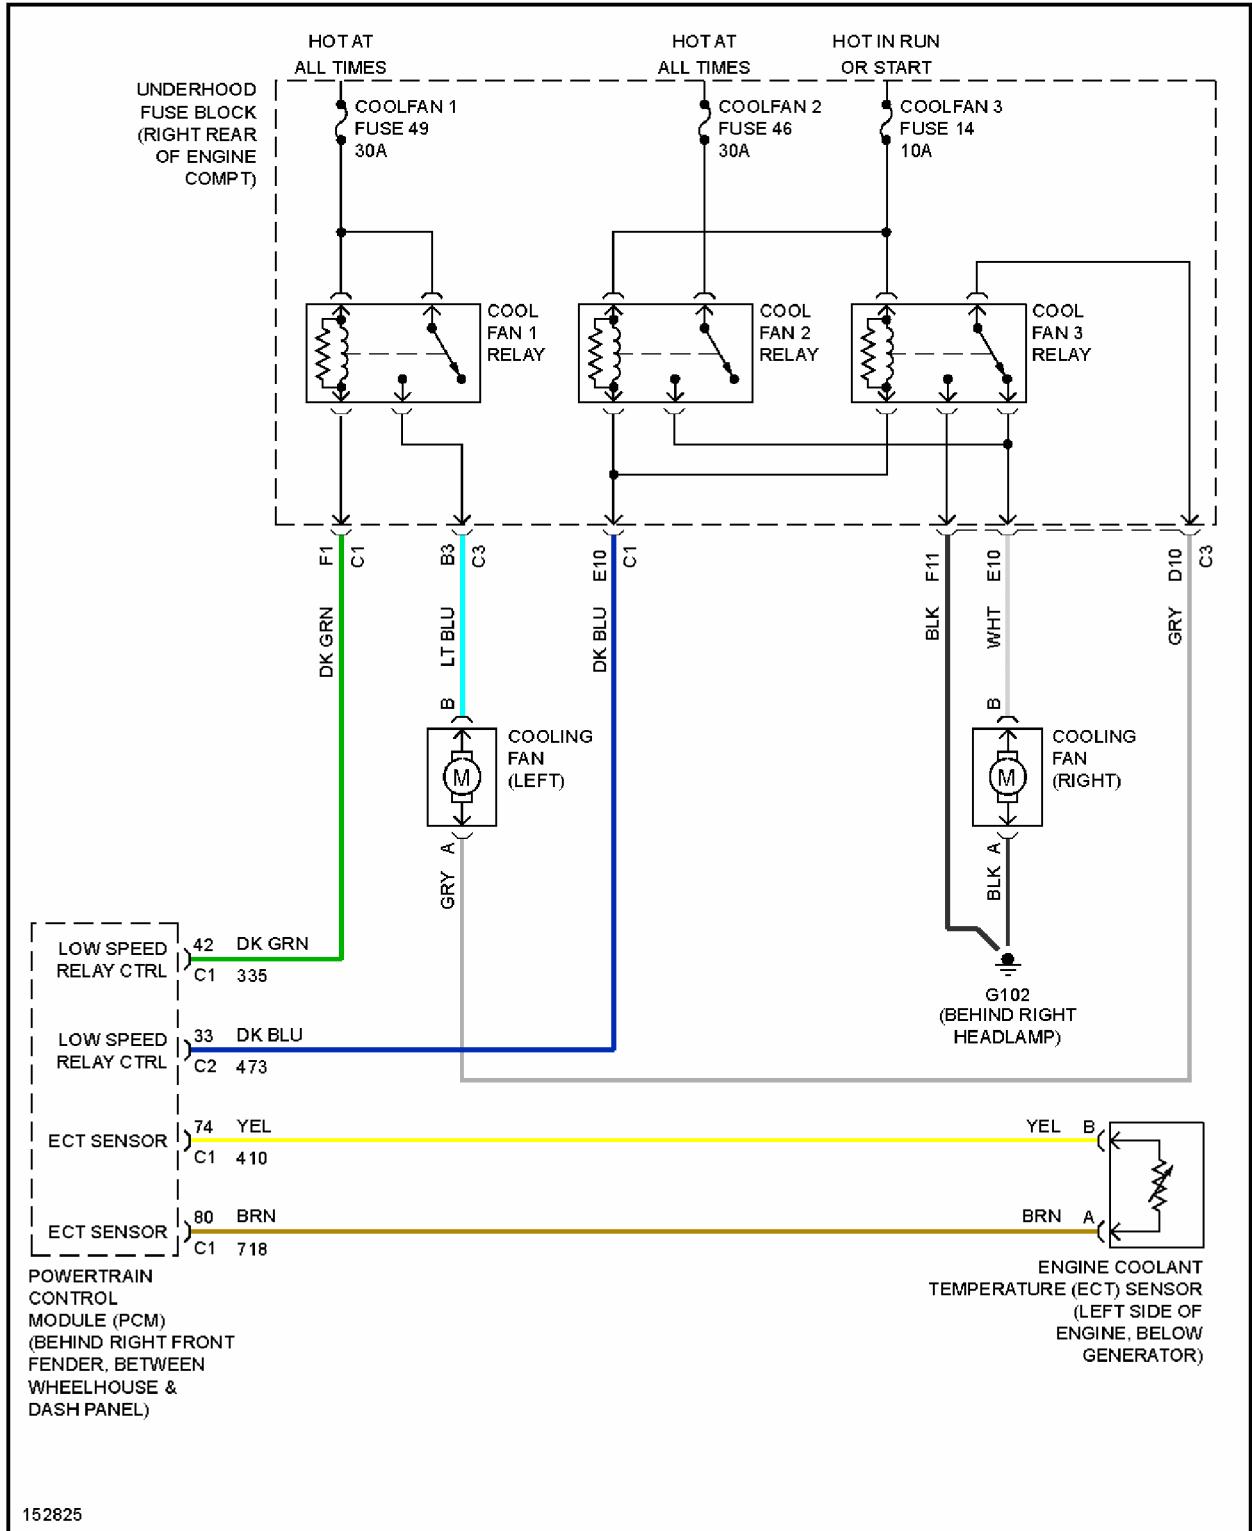 HOT AT
ALL TIMES
HOT AT
ALL TIMES
HOT IN RUN
OR START
UNDERHOOD
FUSE BLOCK
(RIGHT REAR
OF ENGINE
COMPT)
COOLFAN 1
FUSE 49
30A
COOLFAN 2
FUSE 46
30A
COOLFAN 3
FUSE 14
10A
COOL
FAN 1
RELAY
COOL
FAN 2
RELAY
COOL
FAN 3
RELAY
F1
C1
B3
C3
E10
C1
F11
E10
D10
C3
DK GRN
LT BLU
DK BLU
BLK
WHT
GRY
B
B
COOLING
FAN
(LEFT)
M
COOLING
FAN
(RIGHT)
M
A
GRY
A
BLK
G102
(BEHIND RIGHT
HEADLAMP)
LOW SPEED
RELAY CTRL
42
DK GRN
C1
335
LOW SPEED
RELAY CTRL
33
DK BLU
C2
473
ECT SENSOR
74
YEL
C1
410
YEL
B
ECT SENSOR
80
BRN
C1
718
BRN
A
POWERTRAIN
CONTROL
MODULE (PCM)
(BEHIND RIGHT FRONT
FENDER, BETWEEN
WHEELHOUSE &
DASH PANEL)
ENGINE COOLANT
TEMPERATURE (ECT) SENSOR
(LEFT SIDE OF
ENGINE, BELOW
GENERATOR)
152825